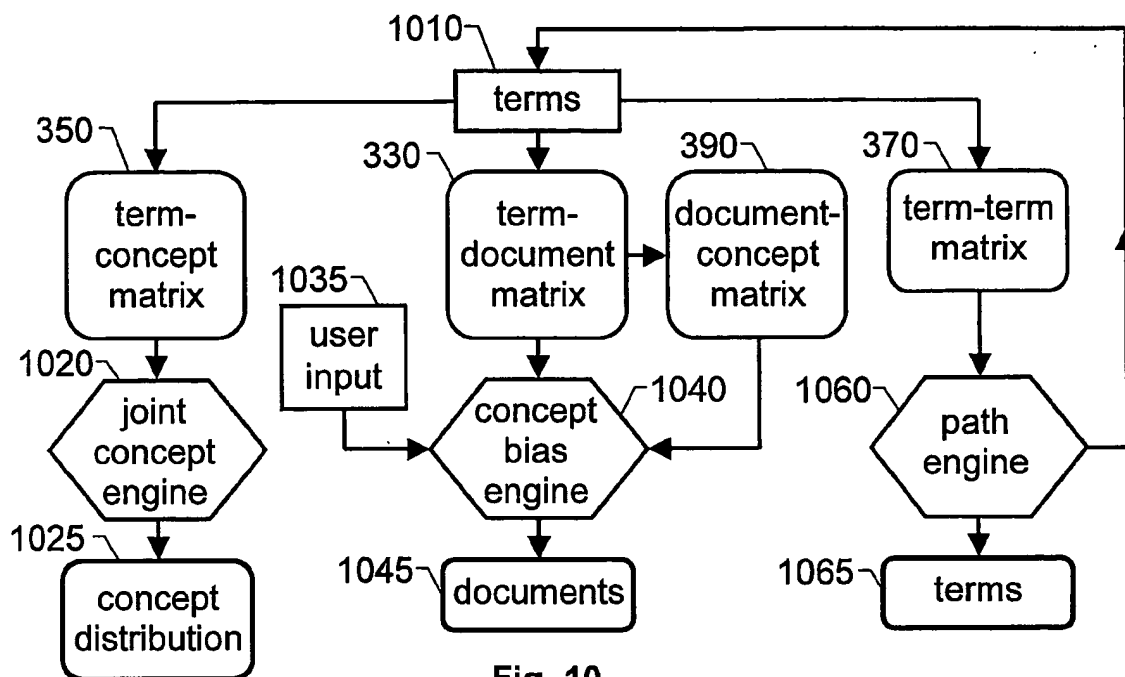 1010
terms
350
330
390
370
term-
concept
matrix
term-
document
matrix
document-
concept
matrix
term-term
matrix
1035
user
input
1020
joint
concept
engine
concept
bias
engine
1040
1060
path
engine
1025
concept
distribution
1045
documents
1065
terms
Fig. 10